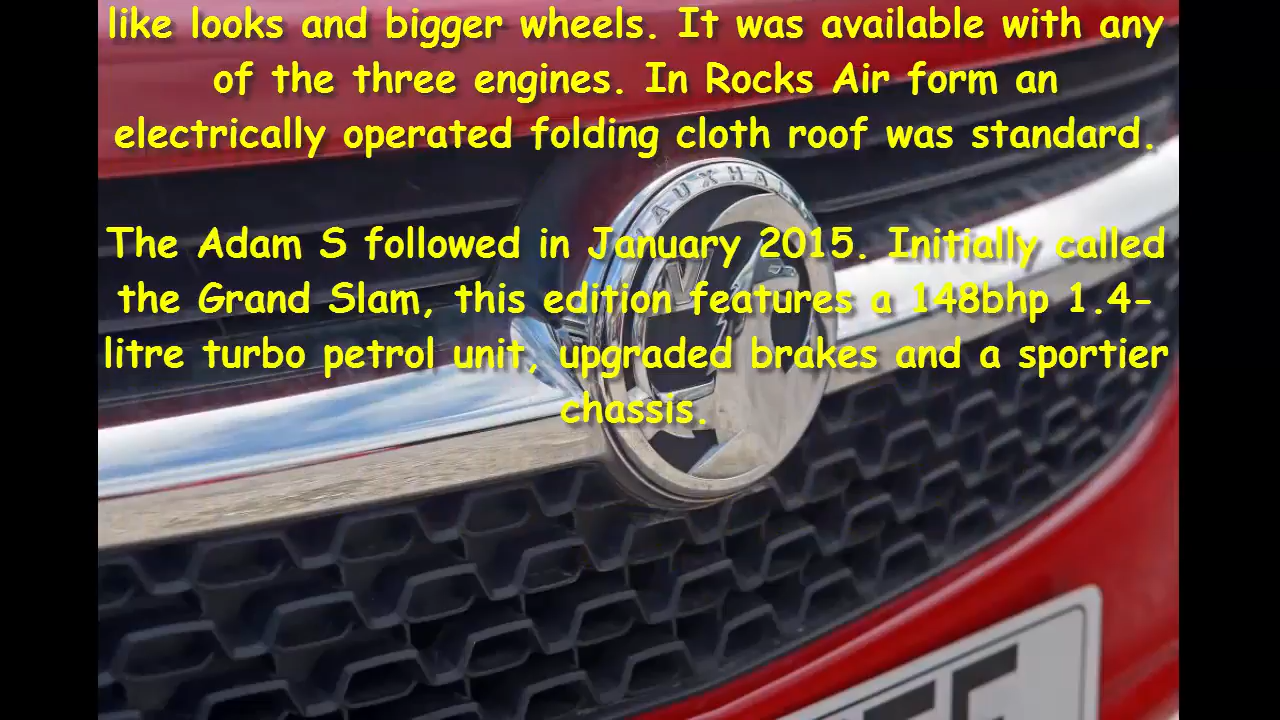 like looks and bigger wheels. It was available with any
of the three engines. In Rocks Air form an
electrically operated folding cloth roof was standard.
The Adam S followed in January 2015. Initially called
the Grand Slam, this edition features a 148bhp 1.4-
litre turbo petrol unit, upgraded brakes and a sportier
chassis.
VAUXHALL